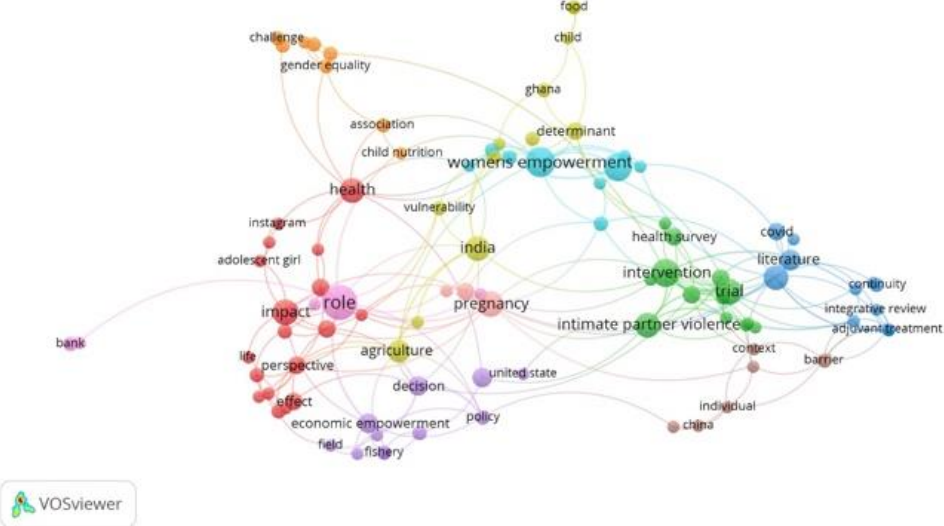 food
challenge
child
gender equality
ghana
association
determinant
child nutrition
womens empowerment
health
vulnerability
instagram
covid
health survey
india
adolescent girl
literature
intervention
continuity
trial
role
pregnancy
impact
integrative review
intimate partner violence
adjuvant treatment
bank
context
agriculture
life
barrier
perspective
united state
decision
effect
individual
policy
economic empowerment
china
field
fishery
VOSviewer